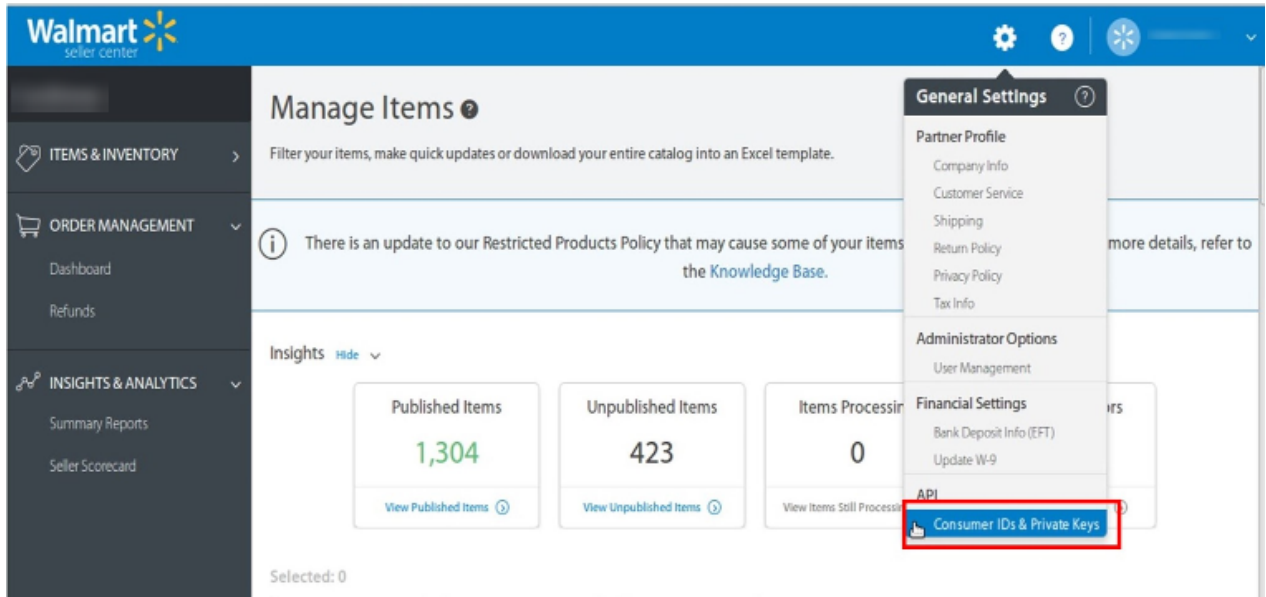 Walmart
seller center
?
ITEMS & INVENTORY
ORDER MANAGEMENT
Dashboard
Refunds
INSIGHTS & ANALYTICS
Summary Reports
Seller Scorecard
Manage Items ?
Filter your items, make quick updates or download your entire catalog into an Excel template.
There is an update to our Restricted Products Policy that may cause some of your items more details, refer to
the Knowledge Base.
Insights Hide
Published Items
1,304
View Published Items
Unpublished Items
423
View Unpublished Items
Items Processin
0
View Items Still Processin
rs
Selected: 0
General Settings ?
Partner Profile
Company Info
Customer Service
Shipping
Return Policy
Privacy Policy
Tax Info
Administrator Options
User Management
Financial Settings
Bank Deposit Info (EFT)
Update W-9
API
Consumer IDs & Private Keys